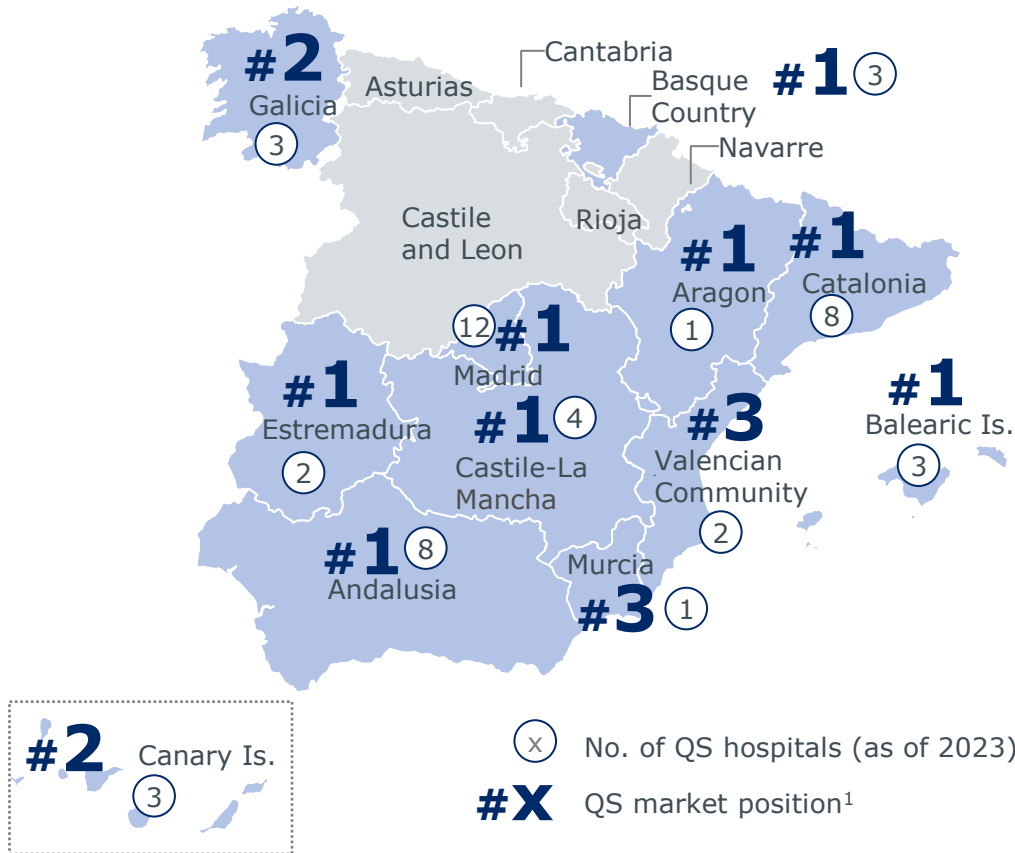 #2
Galicia
3
Asturias
Cantabria
Basque
Country
#1 3
Navarre
Castile
and Leon
Rioja
#1
Aragon
1
#1
Catalonia
8
12 #1
Madrid
#1
Estremadura
2
#1 4
Castile-La
Mancha
#3
Valencian
Community
2
#1
Balearic Is.
3
#1 8
Andalusia
Murcia
#3 1
#2
Canary Is.
3
x No. of QS hospitals (as of 2023)
#X QS market position¹